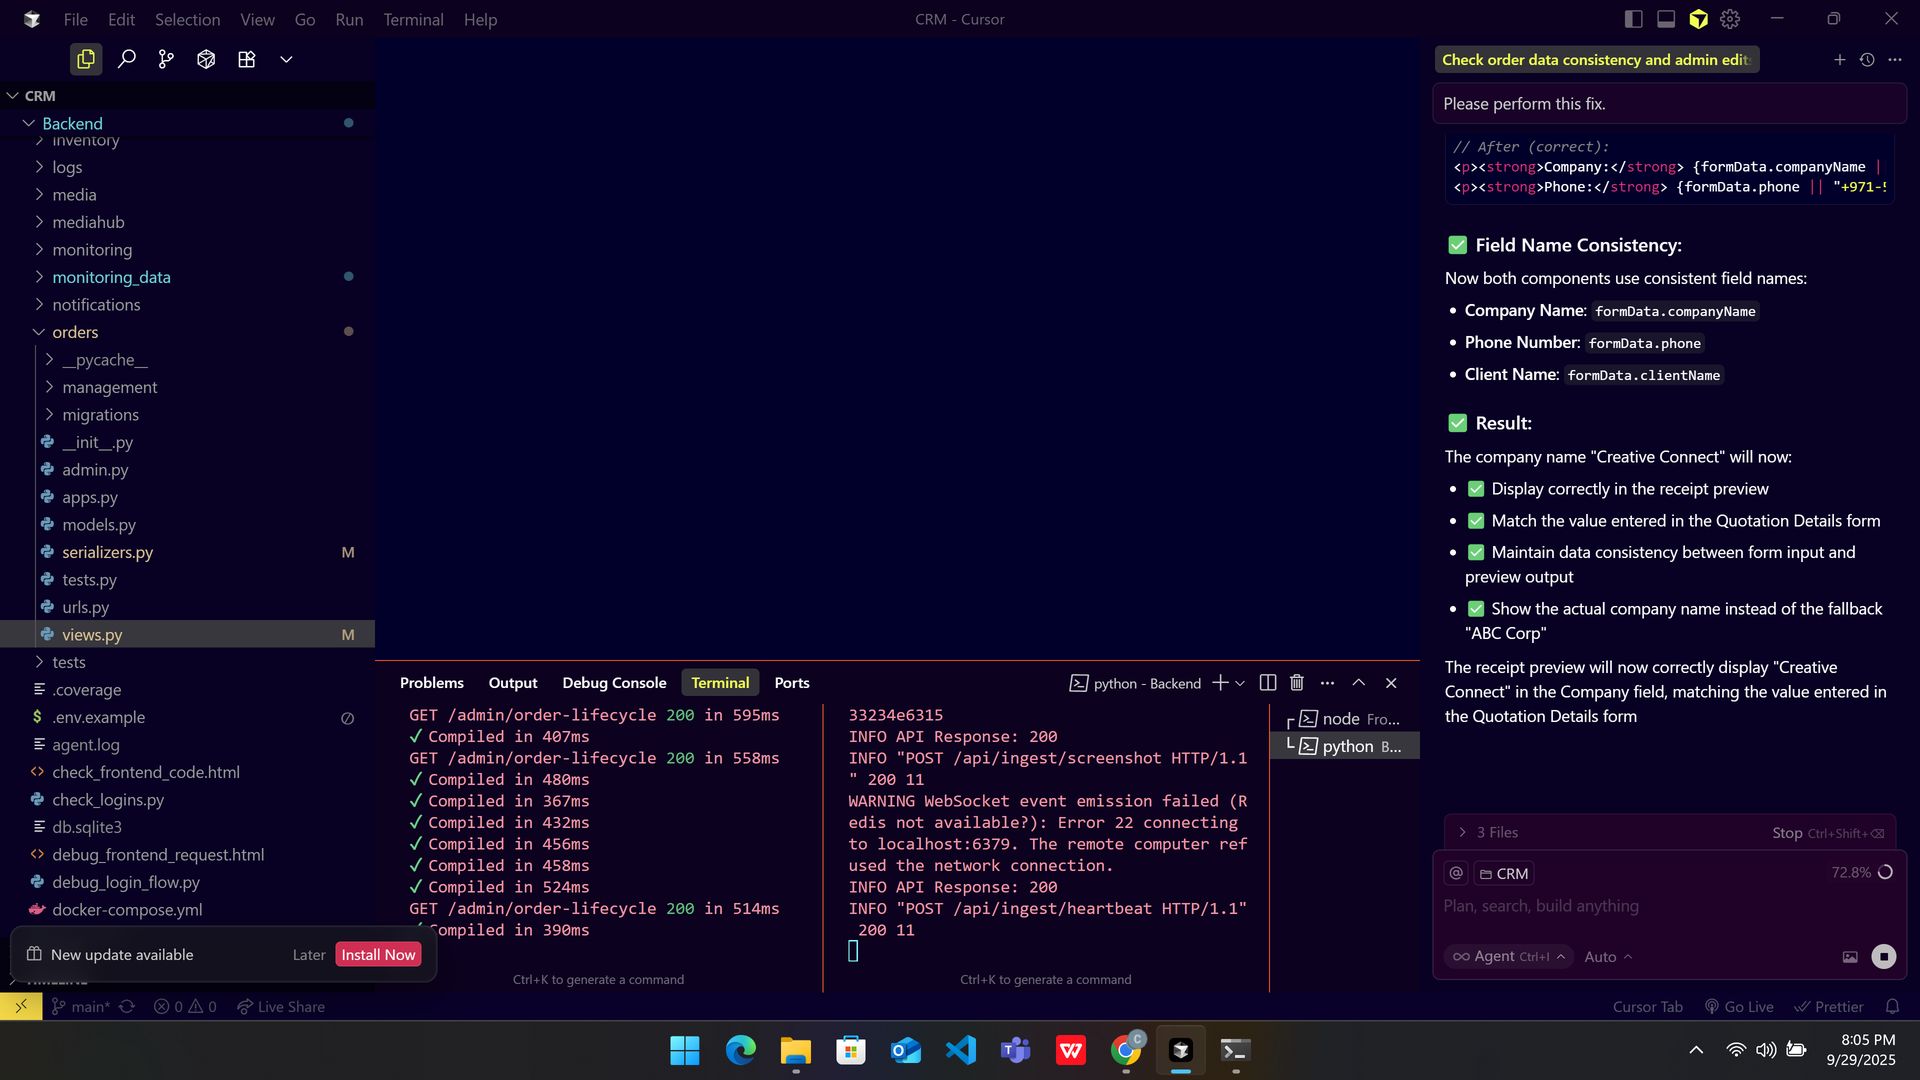 File Edit Selection View Go Run Terminal Help
CRM - Cursor
CRM
Backend
inventory
logs
media
mediahub
monitoring
monitoring_data
notifications
orders
__pycache__
management
migrations
__init__.py
admin.py
apps.py
models.py
serializers.py M
tests.py
urls.py
views.py M
tests
.coverage
.env.example
agent.log
check_frontend_code.html
check_logins.py
db.sqlite3
debug_frontend_request.html
debug_login_flow.py
docker-compose.yml
New update available Later Install Now
TIMELINE
main* 0 0 Live Share
Problems Output Debug Console Terminal Ports
python - Backend
GET /admin/order-lifecycle 200 in 595ms
✓ Compiled in 407ms
GET /admin/order-lifecycle 200 in 558ms
✓ Compiled in 480ms
✓ Compiled in 367ms
✓ Compiled in 432ms
✓ Compiled in 456ms
✓ Compiled in 458ms
✓ Compiled in 524ms
GET /admin/order-lifecycle 200 in 514ms
✓ Compiled in 390ms
Ctrl+K to generate a command
33234e6315
INFO API Response: 200
INFO "POST /api/ingest/screenshot HTTP/1.1
" 200 11
WARNING WebSocket event emission failed (R
edis not available?): Error 22 connecting
to localhost:6379. The remote computer ref
used the network connection.
INFO API Response: 200
INFO "POST /api/ingest/heartbeat HTTP/1.1"
200 11
Ctrl+K to generate a command
node Fro...
python B...
Check order data consistency and admin edit
Please perform this fix.
// After (correct):
<p><strong>Company:</strong> {formData.companyName |
<p><strong>Phone:</strong> {formData.phone || "+971-5
✅ Field Name Consistency:
Now both components use consistent field names:
• Company Name: formData.companyName
• Phone Number: formData.phone
• Client Name: formData.clientName
✅ Result:
The company name "Creative Connect" will now:
• ✅ Display correctly in the receipt preview
• ✅ Match the value entered in the Quotation Details form
• ✅ Maintain data consistency between form input and
preview output
• ✅ Show the actual company name instead of the fallback
"ABC Corp"
The receipt preview will now correctly display "Creative
Connect" in the Company field, matching the value entered in
the Quotation Details form
3 Files Stop Ctrl+Shift+⌫
@ CRM 72.8%
Plan, search, build anything
Agent Ctrl+I Auto
Cursor Tab Go Live Prettier
8:05 PM
9/29/2025